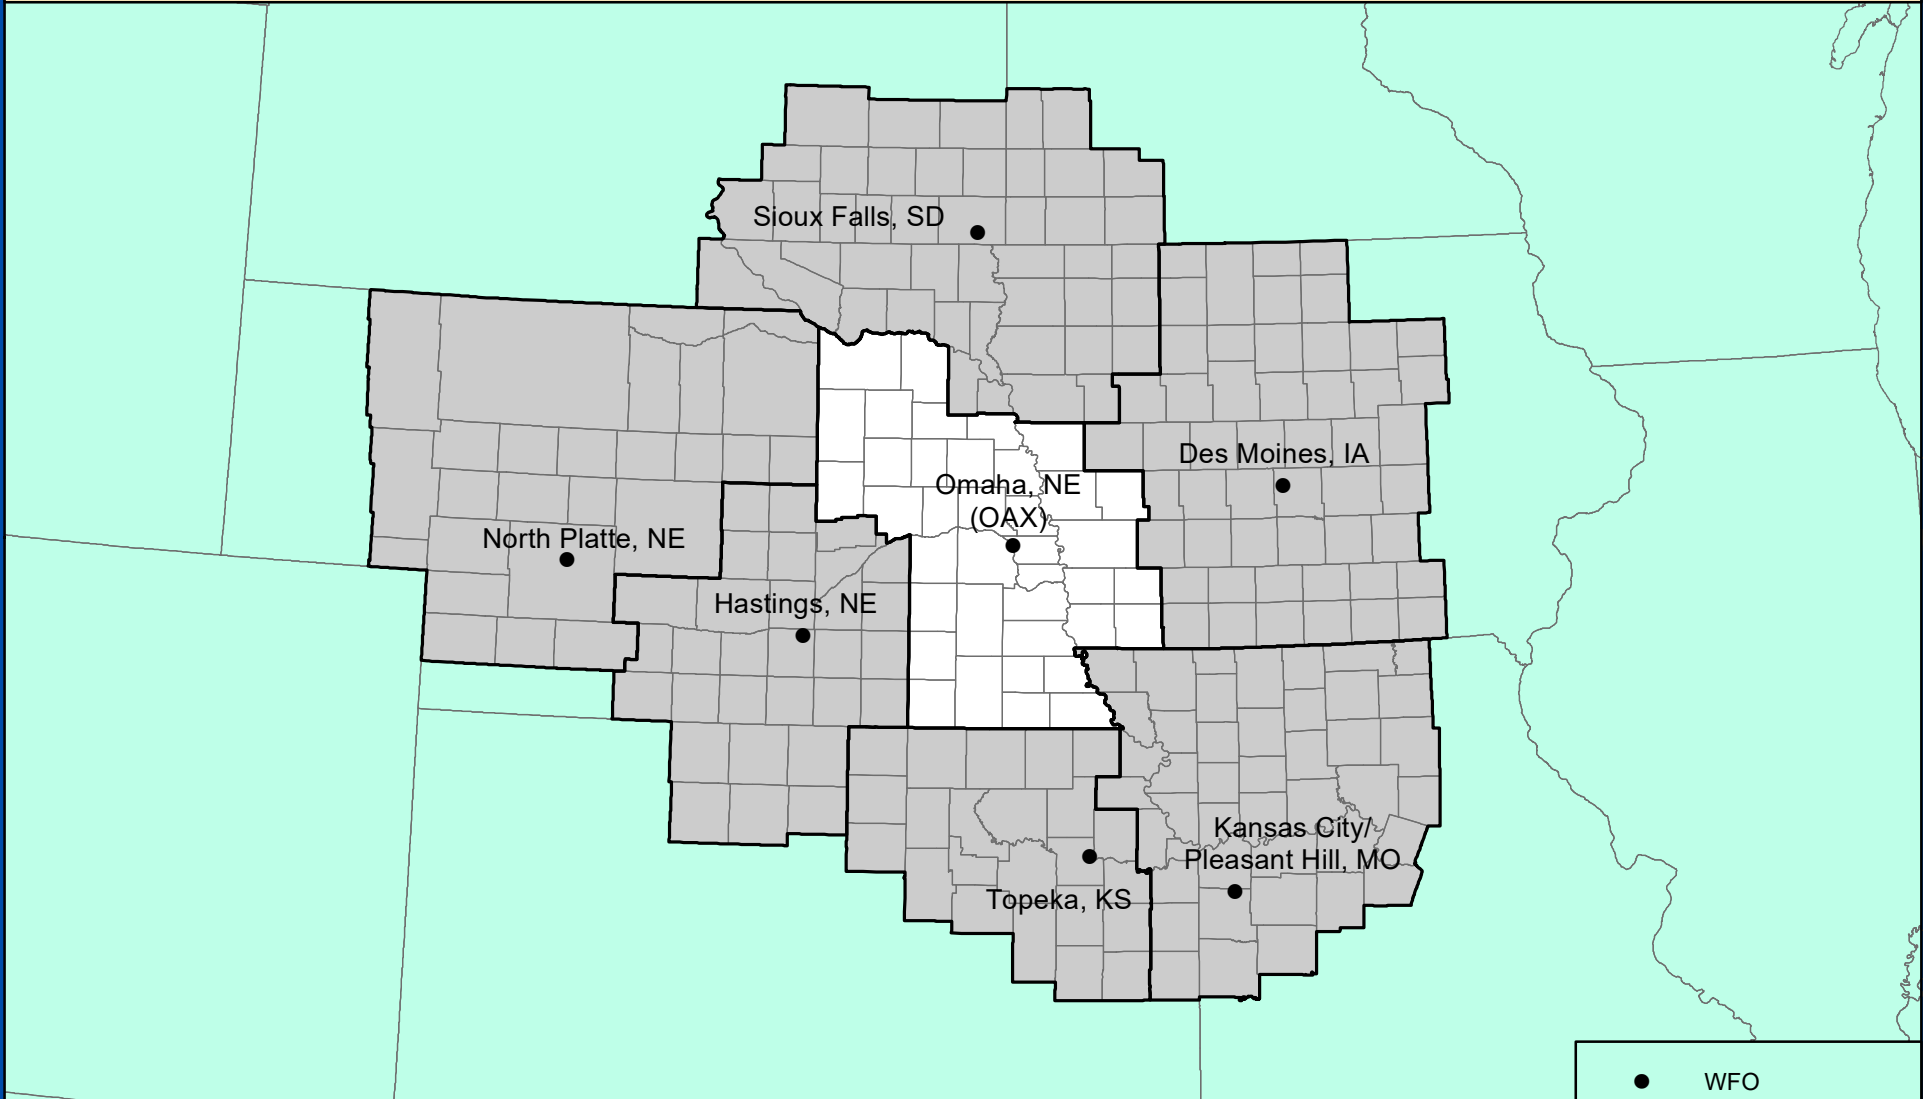 Sioux Falls, SD
Des Moines, IA
Omaha, NE
(OAX)
North Platte, NE
Hastings, NE
Kansas City/
Pleasant Hill, MO
Topeka, KS
WFO